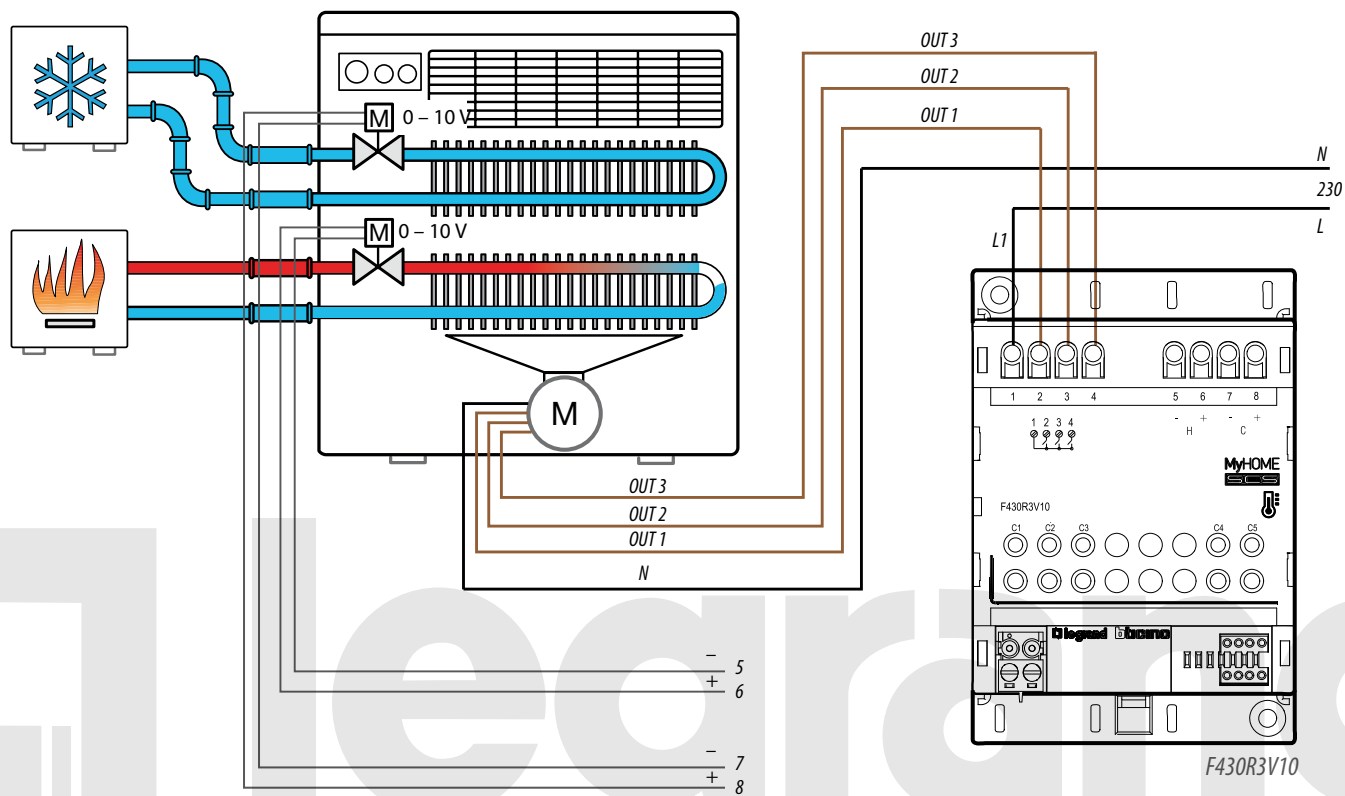 OUT 3
OUT 2
OUT 1
0 – 10 V
M
N
230
L
L1
0 – 10 V
M
M
1 2 3 4 5 6 7 8
- + - +
H C
1 2 3 4
MyHOME
SCS
F430R3V10
C1 C2 C3 C4 C5
OUT 3
OUT 2
OUT 1
N
legrand bticino
– 5
+ 6
– 7
+ 8
F430R3V10
legrand